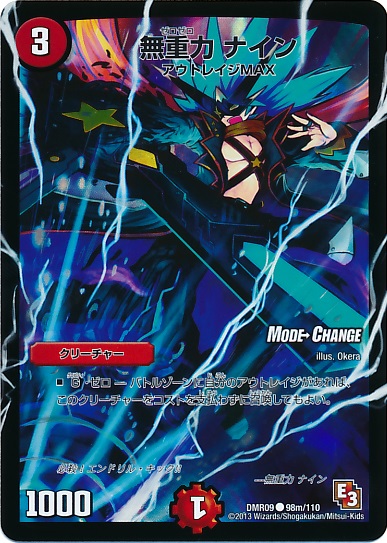 3
ゼロゼロ
無重力 ナイン
アウトレイジMAX
MODE➔CHANGE
illus. Okera
クリーチャー
■ G・ゼロ ― バトルゾーンに自分のアウトレイジがあれば、
このクリーチャーをコストを支払わずに召喚してもよい。
必殺!エンドリル・キック!!
―無重力 ナイン
1000
1
DMR09 ● 98m/110
©2013 Wizards/Shogakukan/Mitsui-Kids
E3